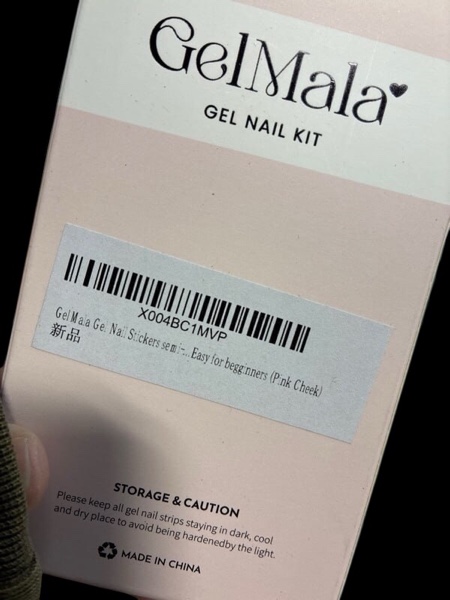 GelMala
GEL NAIL KIT
X004BC1MVP
GelMala Gel Nail Stickers semi-...Easy for begginners (Pink Cheek)
新品
STORAGE & CAUTION
Please keep all gel nail strips staying in dark, cool
and dry place to avoid being hardenedby the light.
MADE IN CHINA